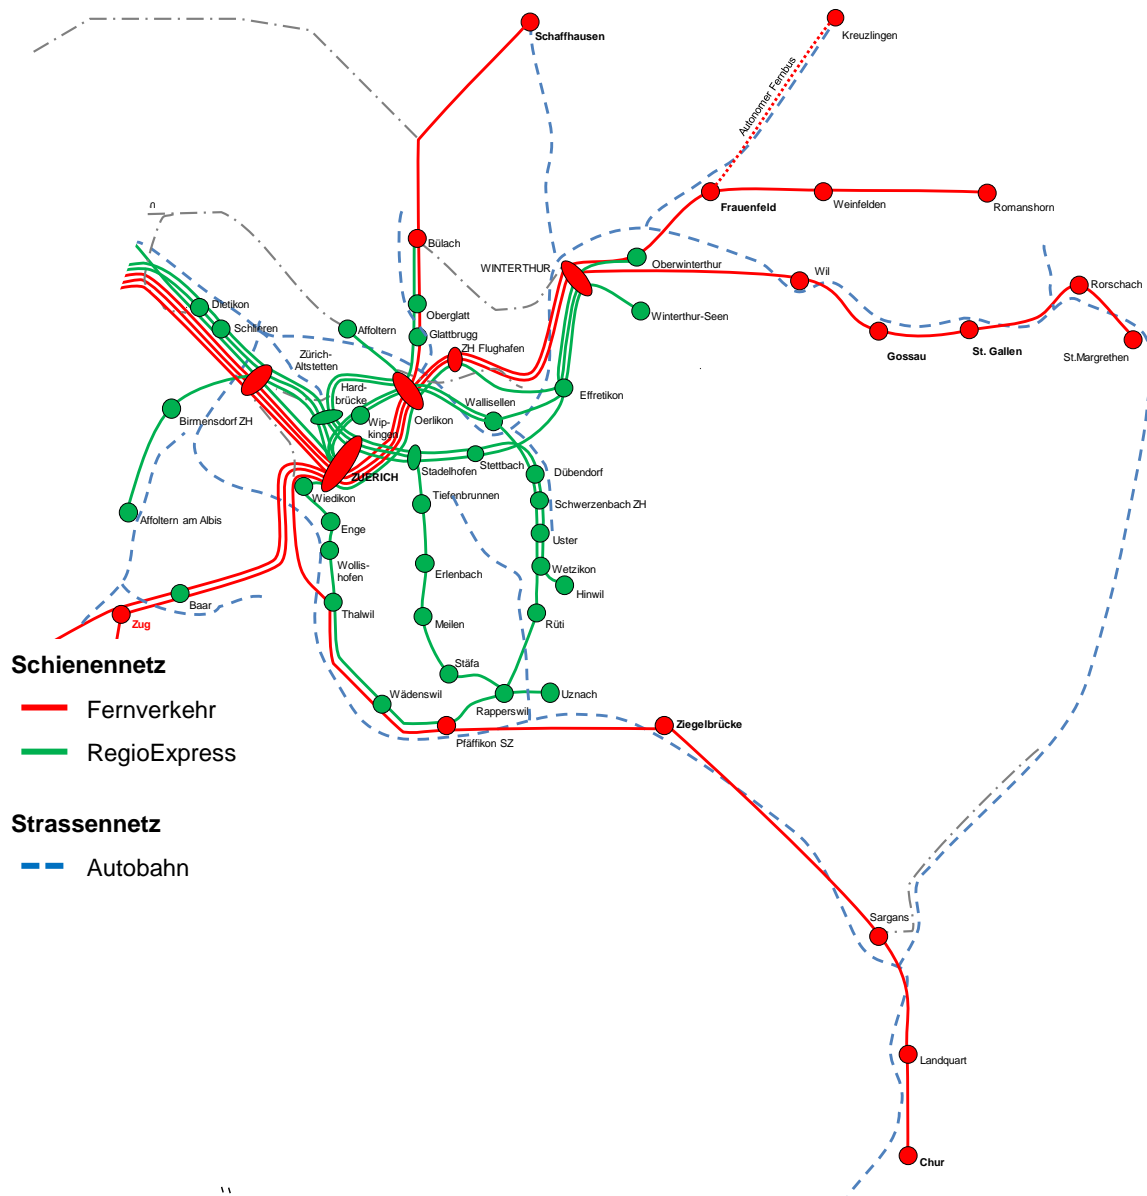 Schaffhausen
Kreuzlingen
Autonomer Fernbus
Frauenfeld
Weinfelden
Romanshorn
Bülach
WINTERTHUR
Oberwinterthur
Wil
Rorschach
Dietikon
Schlieren
Affoltern
Oberglatt
Glattbrugg
Winterthur-Seen
Gossau
St. Gallen
St.Margrethen
ZH Flughafen
Zürich-
Altstetten
Hard-
brücke
Wip-
kingen
Oerlikon
Wallisellen
Effretikon
Birmensdorf ZH
ZUERICH
Stadelhofen
Stettbach
Dübendorf
Wiedikon
Tiefenbrunnen
Schwerzenbach ZH
Affoltern am Albis
Enge
Uster
Wollis-
hofen
Erlenbach
Wetzikon
Hinwil
Baar
Thalwil
Meilen
Rüti
Zug
Stäfa
Wädenswil
Rapperswil
Uznach
Pfäffikon SZ
Ziegelbrücke
Schienennetz
Fernverkehr
RegioExpress
Strassennetz
Autobahn
Sargans
Landquart
Chur